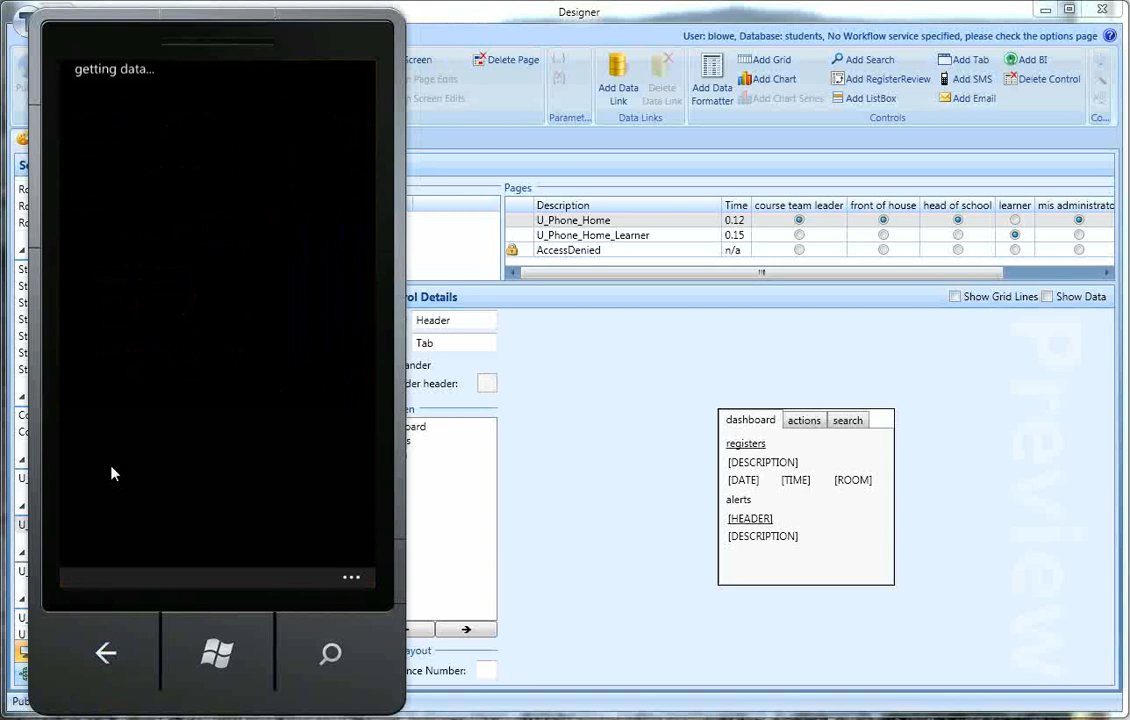 Designer
getting data...
User: blowe, Database: students, No Workflow service specified, please check the options page
Screen
Delete Page
Page Edits
Screen Edits
Paramet...
Add Data Link
Delete Data Link
Data Links
Add Data Formatter
Add Grid
Add Chart
Add Chart Series
Add Search
Add RegisterReview
Add ListBox
Add Tab
Add SMS
Add Email
Add BI
Delete Control
Controls
Co...
Pages
Description Time course team leader front of house head of school learner mis administrato
U_Phone_Home 0.12
U_Phone_Home_Learner 0.15
AccessDenied n/a
ol Details
Show Grid Lines
Show Data
Header
Tab
ander
der header:
en
oard
s
dashboard actions search
registers
[DESCRIPTION]
[DATE] [TIME] [ROOM]
alerts
[HEADER]
[DESCRIPTION]
Preview
ayout
nce Number:
Pub